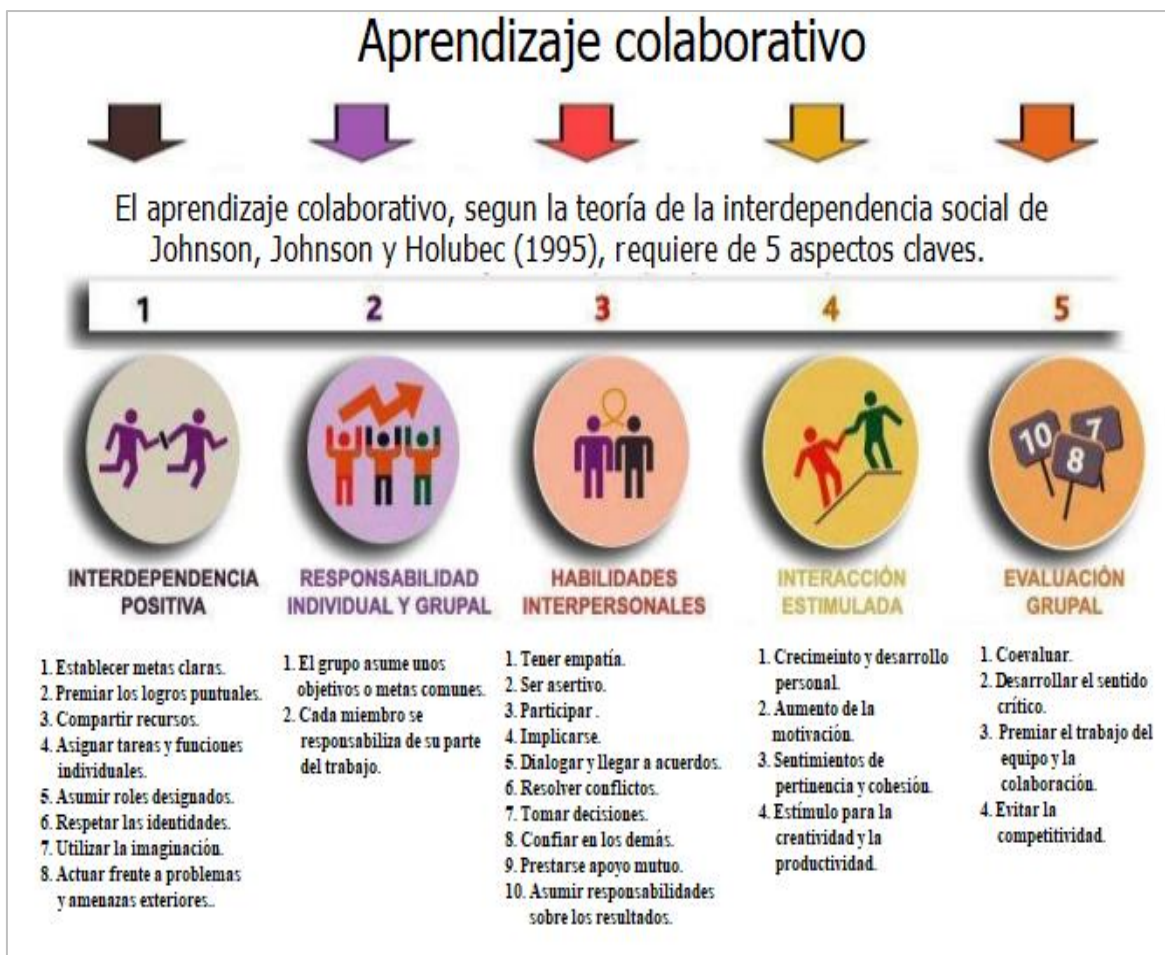 Aprendizaje colaborativo
El aprendizaje colaborativo, segun la teoría de la interdependencia social de
Johnson, Johnson y Holubec (1995), requiere de 5 aspectos claves.
1
2
3
4
5
10
7
8
INTERDEPENDENCIA
POSITIVA
1. Establecer metas claras.
2. Premiar los logros puntuales.
3. Compartir recursos.
4. Asignar tareas y funciones
individuales.
5. Asumir roles designados.
6. Respetar las identidades.
7. Utilizar la imaginación.
8. Actuar frente a problemas
y amenazas exteriores..
RESPONSABILIDAD
INDIVIDUAL Y GRUPAL
1. El grupo asume unos
objetivos o metas comunes.
2. Cada miembro se
responsabiliza de su parte
del trabajo.
HABILIDADES
INTERPERSONALES
1. Tener empatía.
2. Ser asertivo.
3. Participar .
4. Implicarse.
5. Dialogar y llegar a acuerdos.
6. Resolver conflictos.
7. Tomar decisiones.
8. Confiar en los demás.
9. Prestarse apoyo mutuo.
10. Asumir responsabilidades
sobre los resultados.
INTERACCIÓN
ESTIMULADA
1. Crecimeinto y desarrollo
personal.
2. Aumento de la
motivación.
3. Sentimientos de
pertinencia y cohesión.
4. Estímulo para la
creatividad y la
productividad.
EVALUACIÓN
GRUPAL
1. Coevaluar.
2. Desarrollar el sentido
crítico.
3. Premiar el trabajo del
equipo y la
colaboración.
4. Evitar la
competitividad.